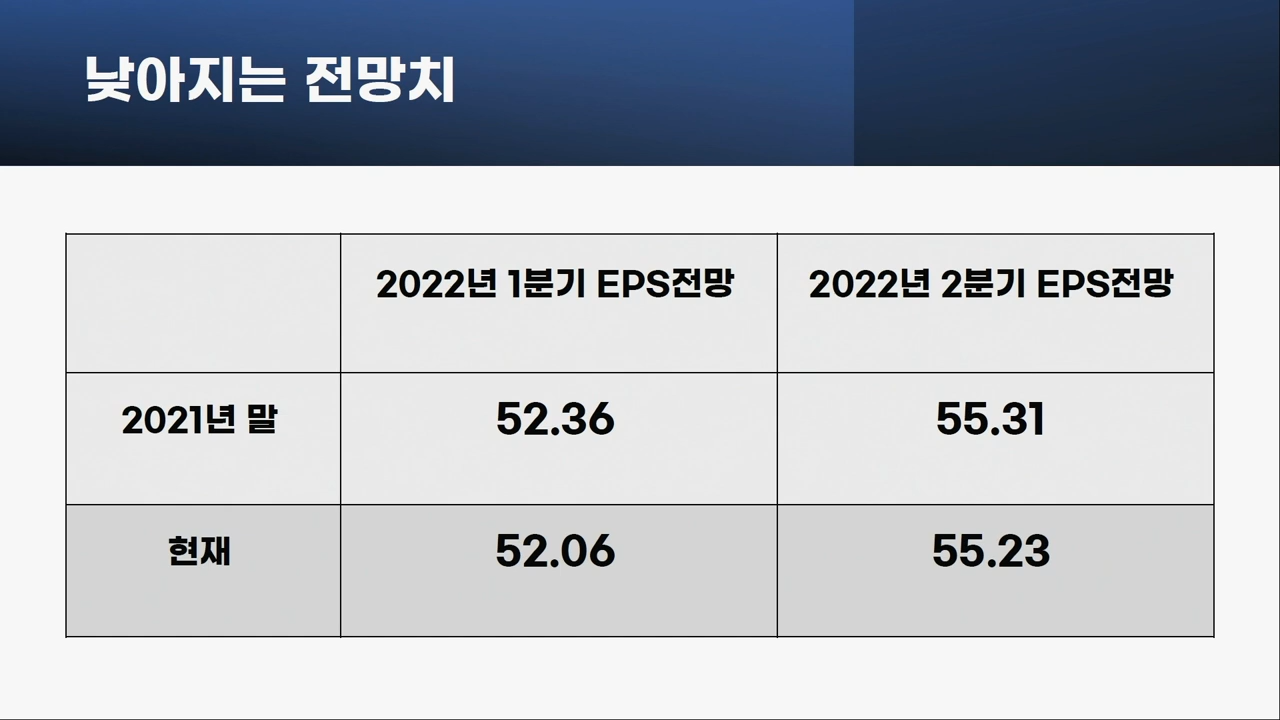 낮아지는 전망치
2022년 1분기 EPS전망 2022년 2분기 EPS전망
2021년 말 52.36 55.31
현재 52.06 55.23